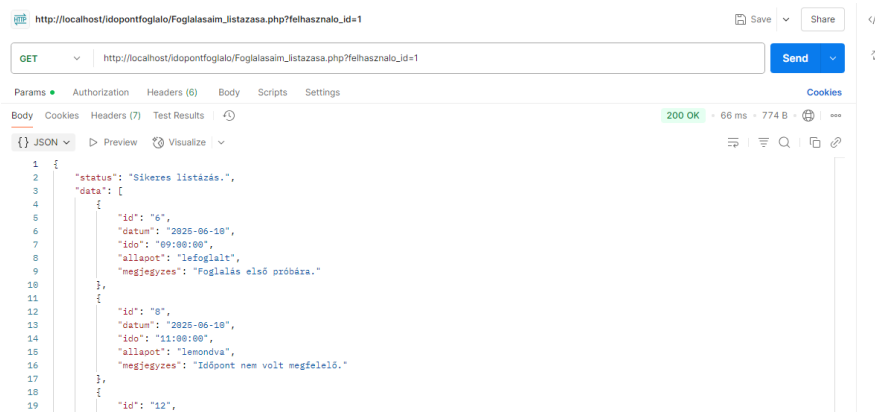 HTTP http://localhost/idopontfoglalo/Foglalasaim_listazasa.php?felhasznalo_id=1 Save Share
GET http://localhost/idopontfoglalo/Foglalasaim_listazasa.php?felhasznalo_id=1 Send
Params Authorization Headers (6) Body Scripts Settings Cookies
Body Cookies Headers (7) Test Results 200 OK 66 ms 774 B
{} JSON Preview Visualize
1 {
2 "status": "Sikeres listázás.",
3 "data": [
4 {
5 "id": "6",
6 "datum": "2025-06-10",
7 "ido": "09:00:00",
8 "allapot": "lefoglalt",
9 "megjegyzes": "Foglalás első próbára."
10 },
11 {
12 "id": "8",
13 "datum": "2025-06-10",
14 "ido": "11:00:00",
15 "allapot": "lemondva",
16 "megjegyzes": "Időpont nem volt megfelelő."
17 },
18 {
19 "id": "12",